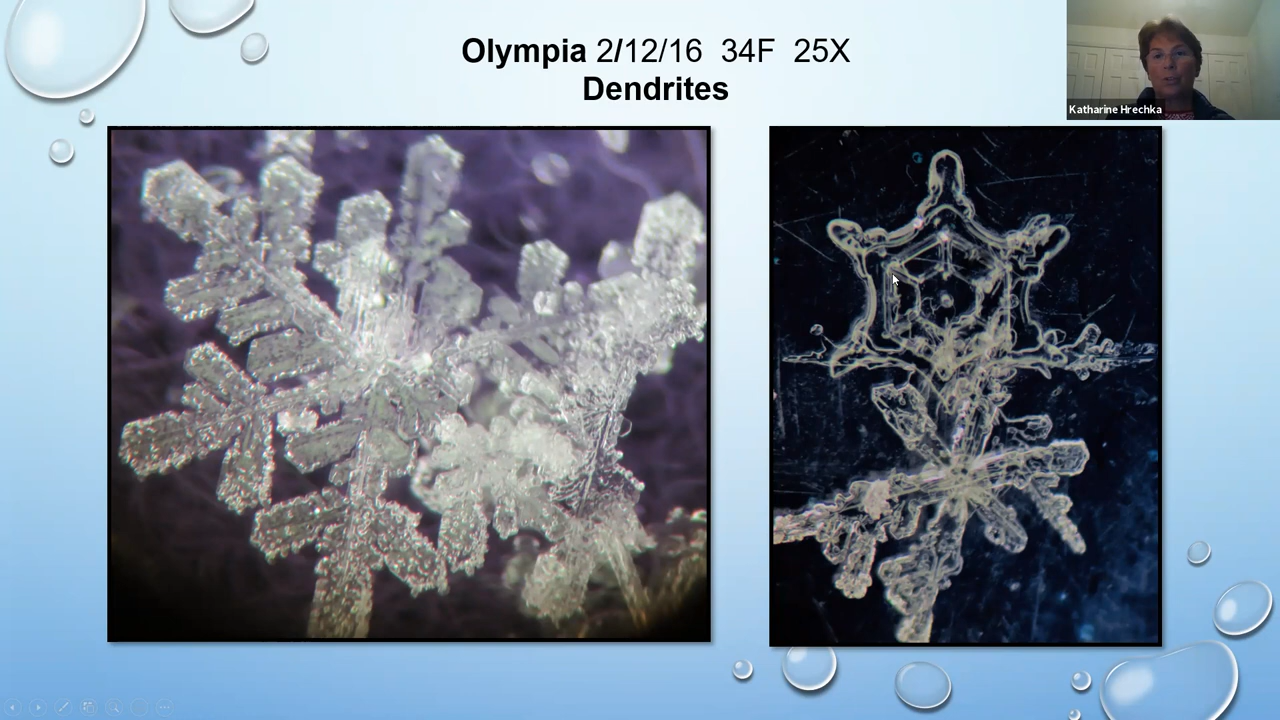 Olympia 2/12/16 34F 25X
Dendrites
Katharine Hrechka